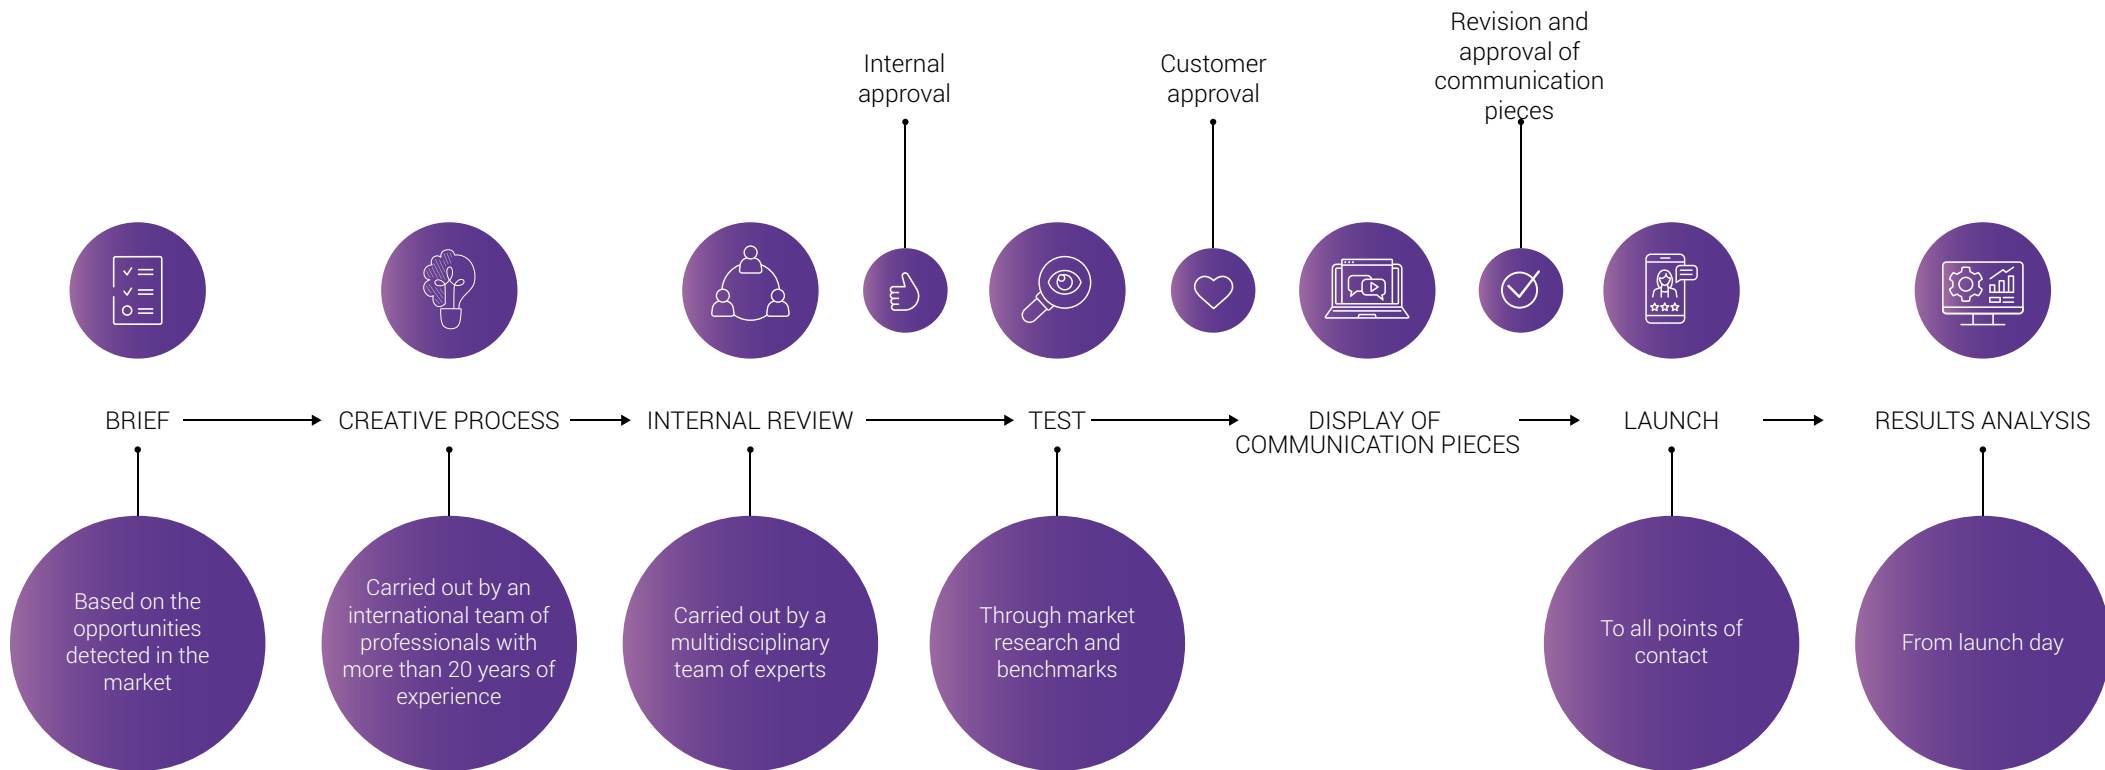 Internal
approval
Customer
approval
Revision and
approval of
communication
pieces
BRIEF
CREATIVE PROCESS
INTERNAL REVIEW
TEST
DISPLAY OF
COMMUNICATION PIECES
LAUNCH
RESULTS ANALYSIS
Based on the
opportunities
detected in the
market
Carried out by an
international team of
professionals with
more than 20 years of
experience
Carried out by a
multidisciplinary
team of experts
Through market
research and
benchmarks
To all points of
contact
From launch day